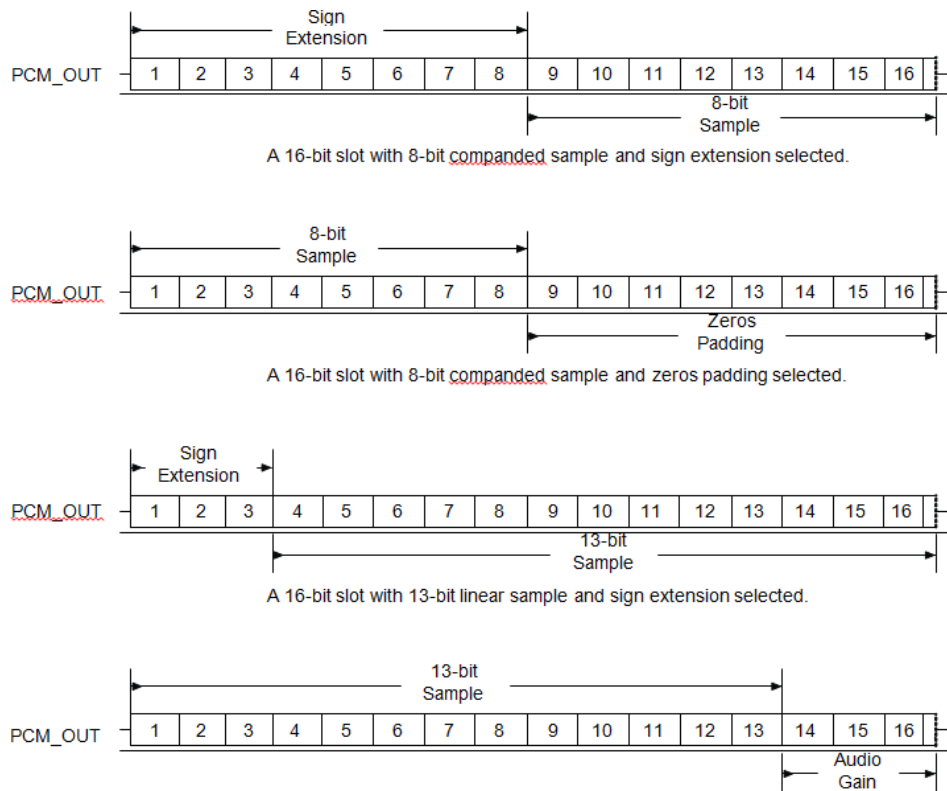 Sign
Extension
PCM_OUT 1 2 3 4 5 6 7 8 9 10 11 12 13 14 15 16
8-bit
Sample
A 16-bit slot with 8-bit companded sample and sign extension selected.
8-bit
Sample
PCM_OUT 1 2 3 4 5 6 7 8 9 10 11 12 13 14 15 16
Zeros
Padding
A 16-bit slot with 8-bit companded sample and zeros padding selected.
Sign
Extension
PCM_OUT 1 2 3 4 5 6 7 8 9 10 11 12 13 14 15 16
13-bit
Sample
A 16-bit slot with 13-bit linear sample and sign extension selected.
13-bit
Sample
PCM_OUT 1 2 3 4 5 6 7 8 9 10 11 12 13 14 15 16
Audio
Gain